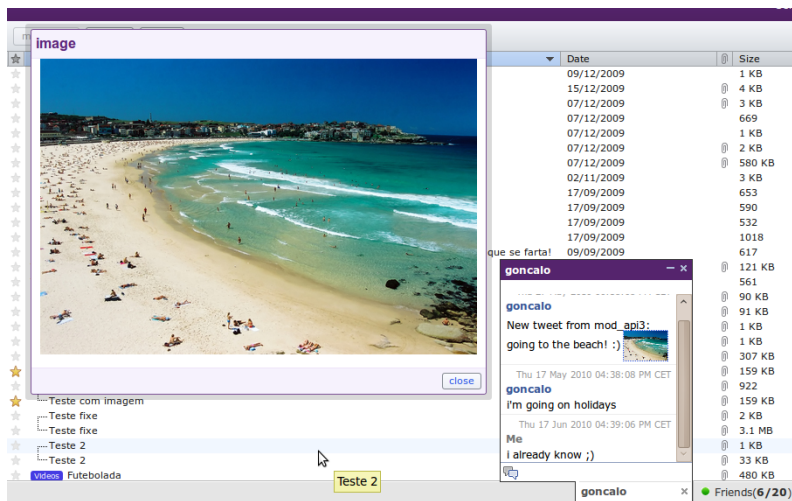 image
close
Date Size
09/12/2009 1 KB
15/12/2009 4 KB
07/12/2009 3 KB
07/12/2009 669
07/12/2009 1 KB
07/12/2009 2 KB
07/12/2009 580 KB
02/11/2009 3 KB
17/09/2009 653
17/09/2009 590
17/09/2009 532
17/09/2009 1018
que se farta! 09/09/2009 617
121 KB
561
90 KB
91 KB
1 KB
1 KB
307 KB
159 KB
922
Teste com imagem 159 KB
Teste fixe 2 KB
Teste fixe 3.1 MB
Teste 2 1 KB
Teste 2 33 KB
Videos Futebolada 480 KB
Teste 2
goncalo
goncalo
New tweet from mod_api3:
going to the beach! :)
Thu 17 May 2010 04:38:08 PM CET
goncalo
i'm going on holidays
Thu 17 Jun 2010 04:39:06 PM CET
Me
i already know ;)
goncalo
Friends(6/20)